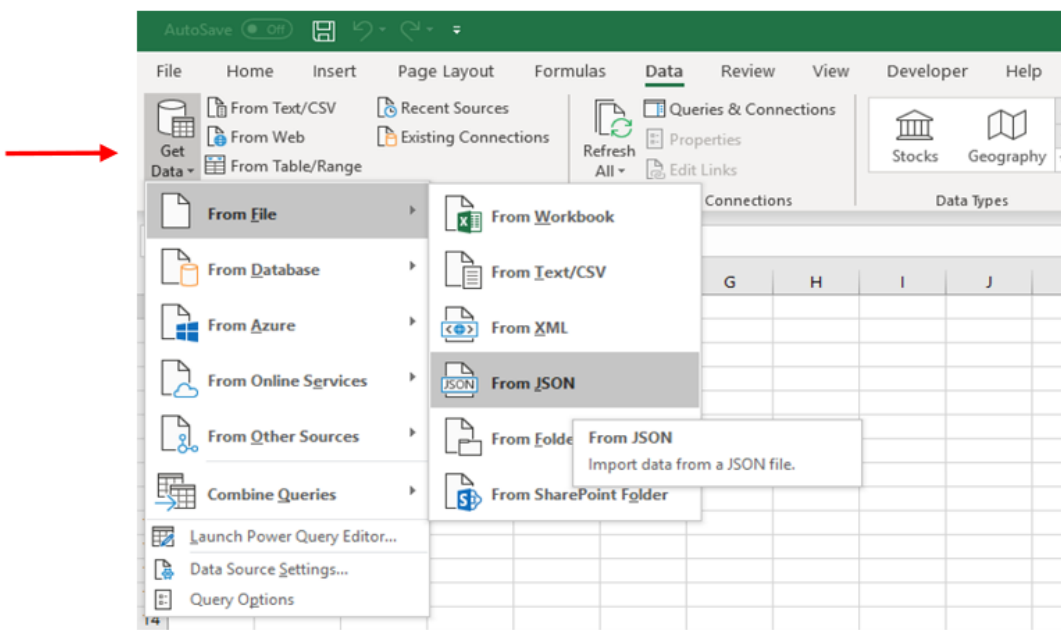 AutoSave Off
File Home Insert Page Layout Formulas Data Review View Developer Help
Get Data
From Text/CSV
From Web
From Table/Range
Recent Sources
Existing Connections
Refresh All
Queries & Connections
Properties
Edit Links
Connections
Stocks
Geography
Data Types
From File
From Database
From Azure
From Online Services
From Other Sources
Combine Queries
Launch Power Query Editor...
Data Source Settings...
Query Options
From Workbook
From Text/CSV
From XML
JSON From JSON
From Folde
From SharePoint Folder
From JSON
Import data from a JSON file.
G H I J
14